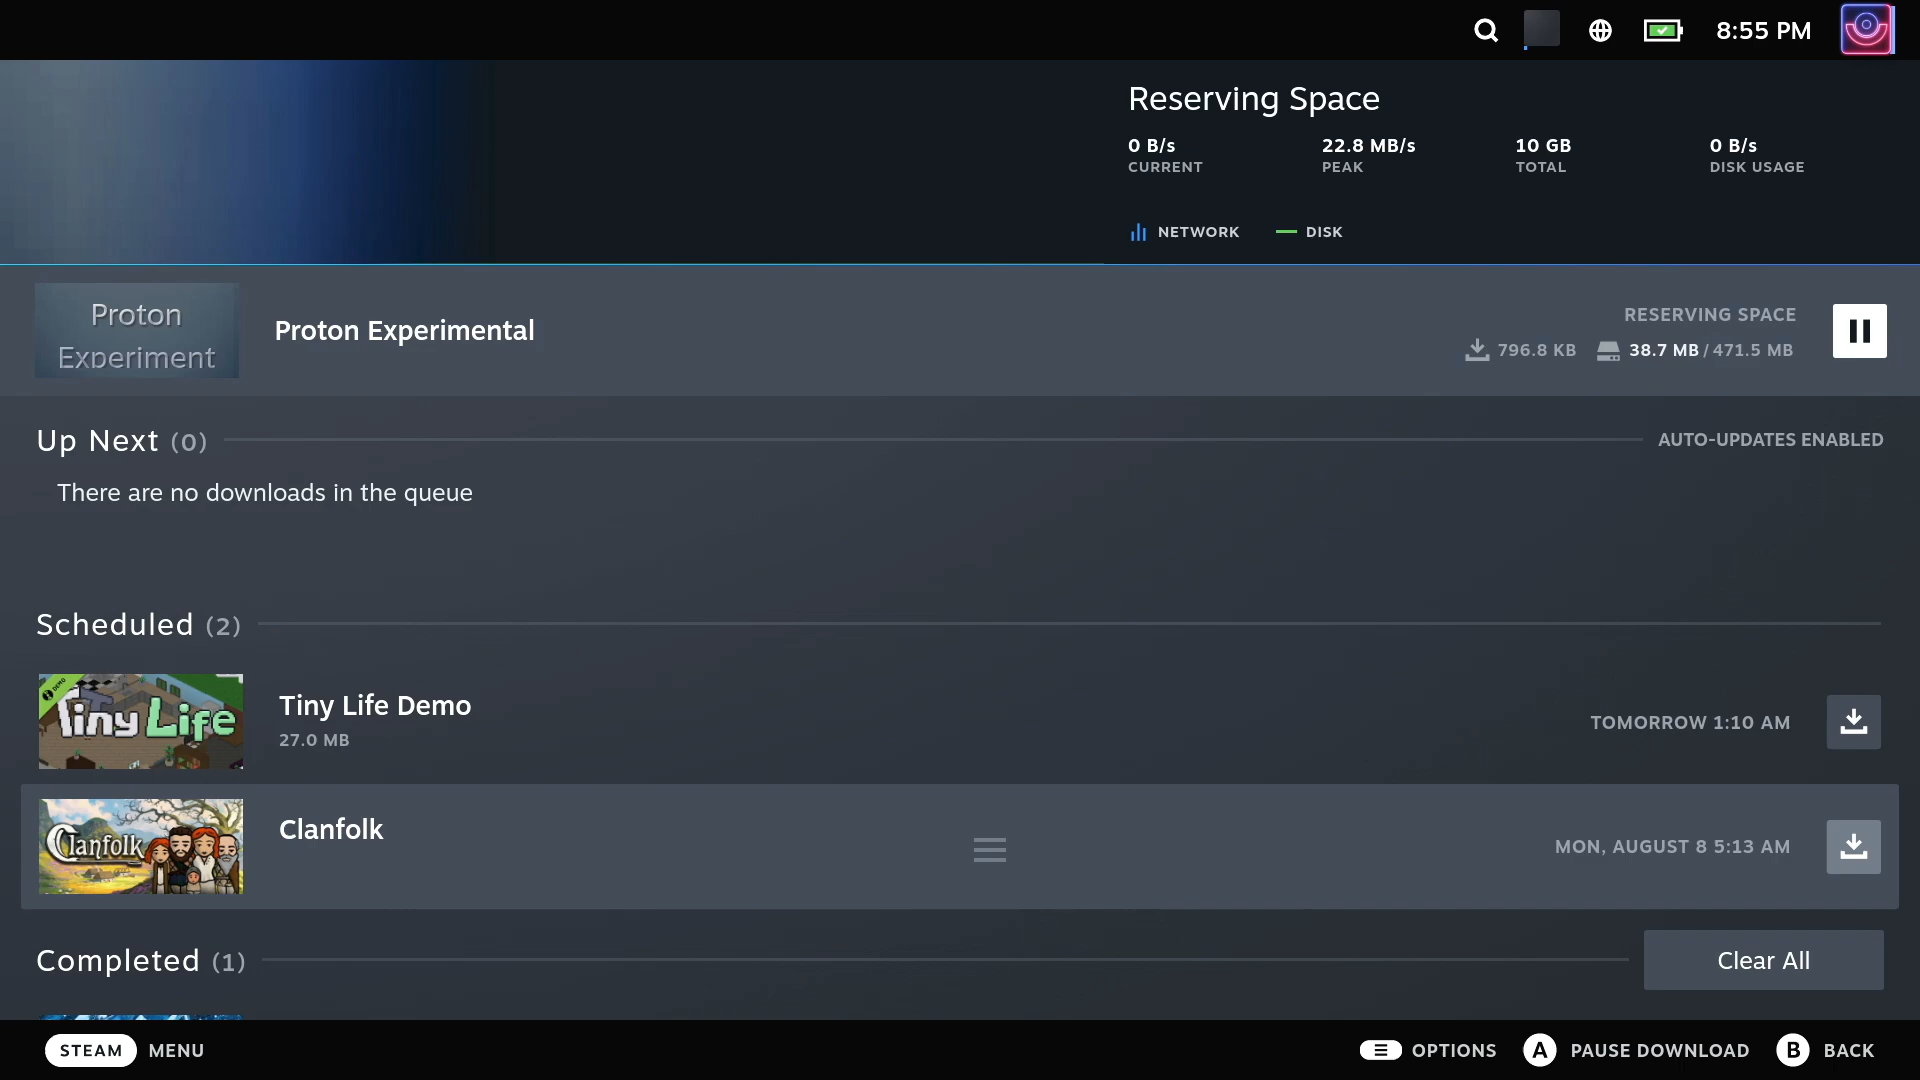 8:55 PM
Reserving Space
0 B/s 22.8 MB/s 10 GB 0 B/s
CURRENT PEAK TOTAL DISK USAGE
NETWORK DISK
Proton
Experiment
Proton Experimental
RESERVING SPACE
796.8 KB 38.7 MB / 471.5 MB
Up Next (0)
AUTO-UPDATES ENABLED
There are no downloads in the queue
Scheduled (2)
DEMO
Tiny Life
Tiny Life Demo
27.0 MB
TOMORROW 1:10 AM
Clanfolk
Clanfolk
MON, AUGUST 8 5:13 AM
Completed (1)
Clear All
STEAM MENU
OPTIONS A PAUSE DOWNLOAD B BACK